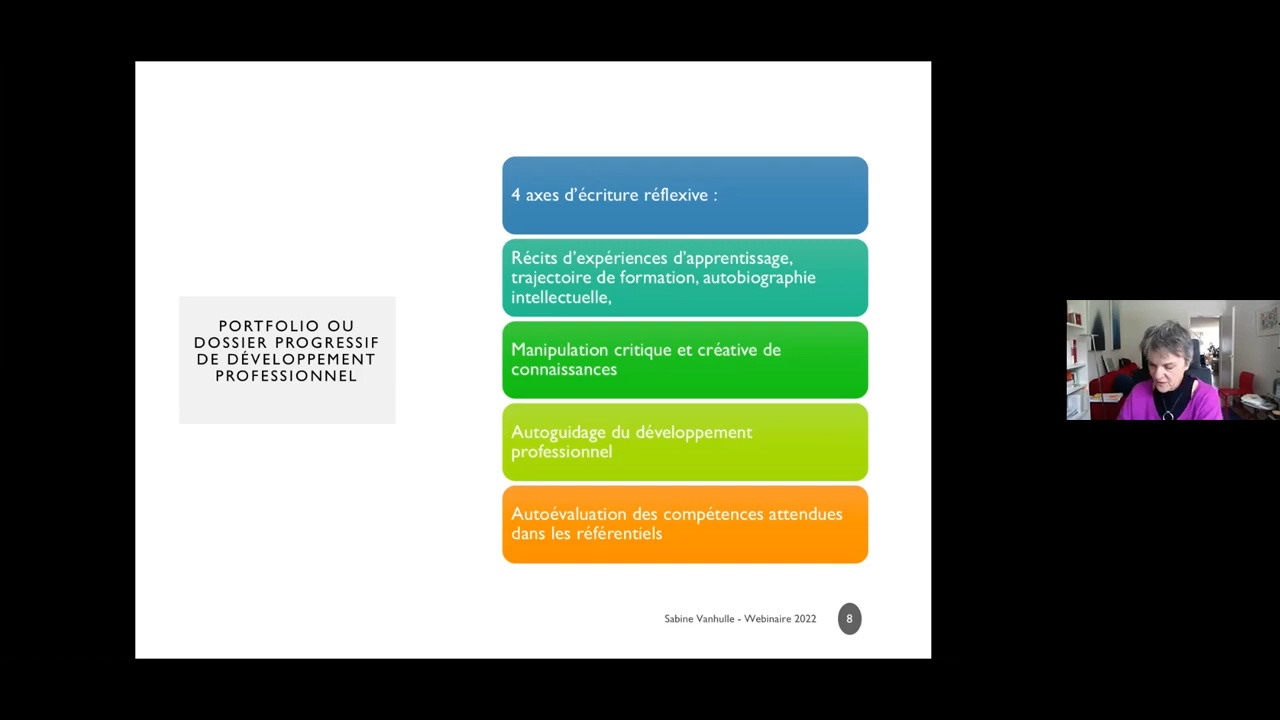 PORTFOLIO OU
DOSSIER PROGRESSIF
DE DÉVELOPPEMENT
PROFESSIONNEL
4 axes d’écriture réflexive :
Récits d’expériences d’apprentissage,
trajectoire de formation, autobiographie
intellectuelle,
Manipulation critique et créative de
connaissances
Autoguidage du développement
professionnel
Autoévaluation des compétences attendues
dans les référentiels
Sabine Vanhulle - Webinaire 2022
8